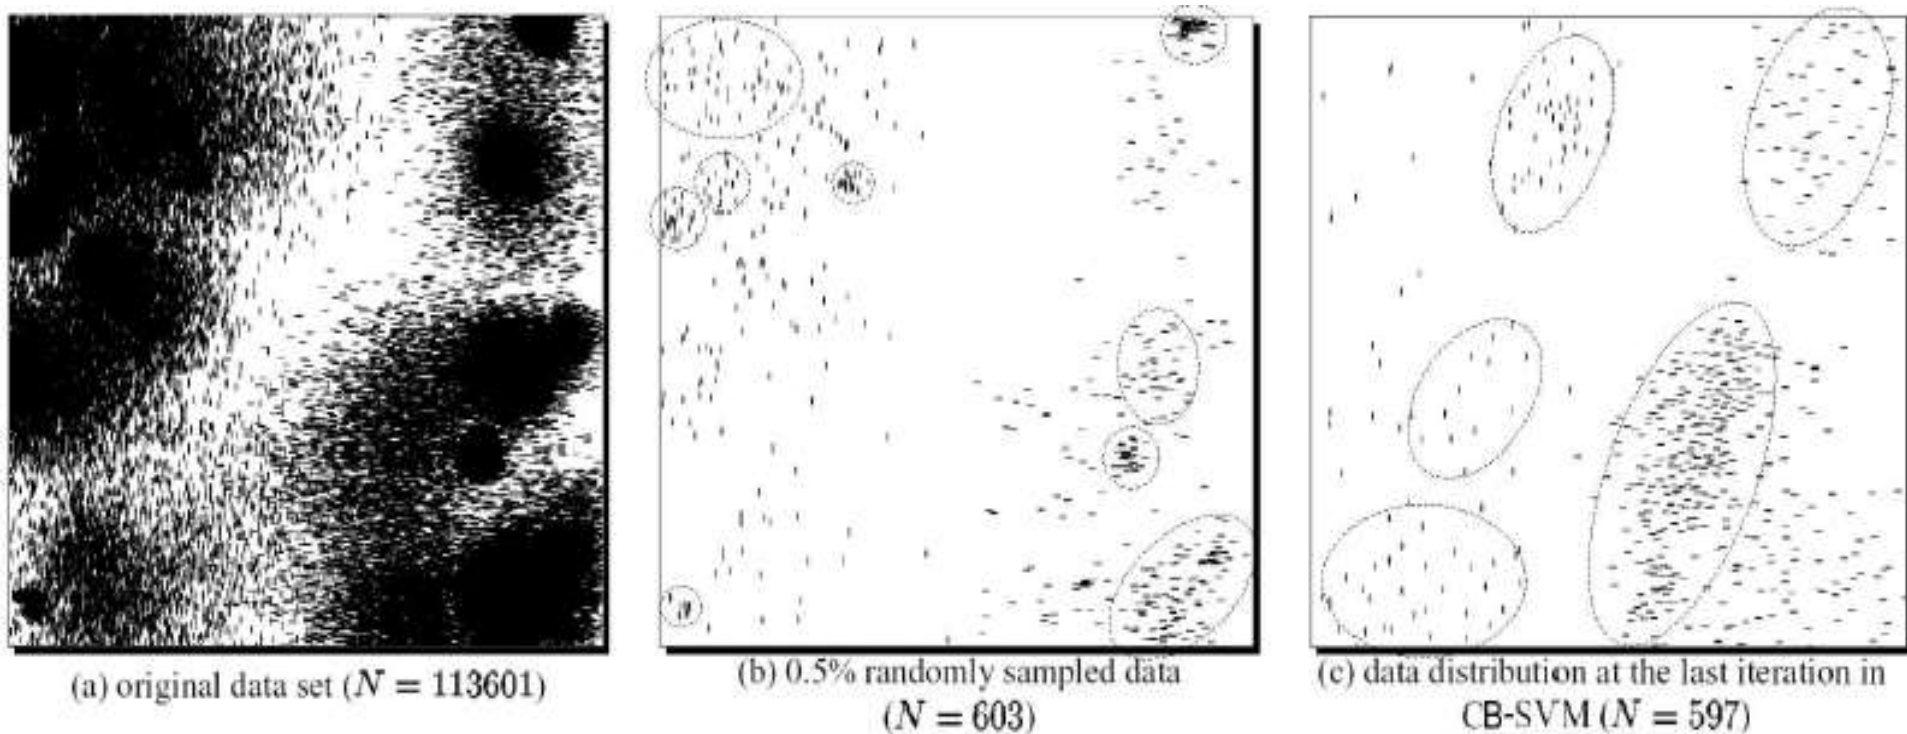 (a) original data set (N = 113601)
(b) 0.5% randomly sampled data
(N = 603)
(c) data distribution at the last iteration in
CB-SVM (N = 597)